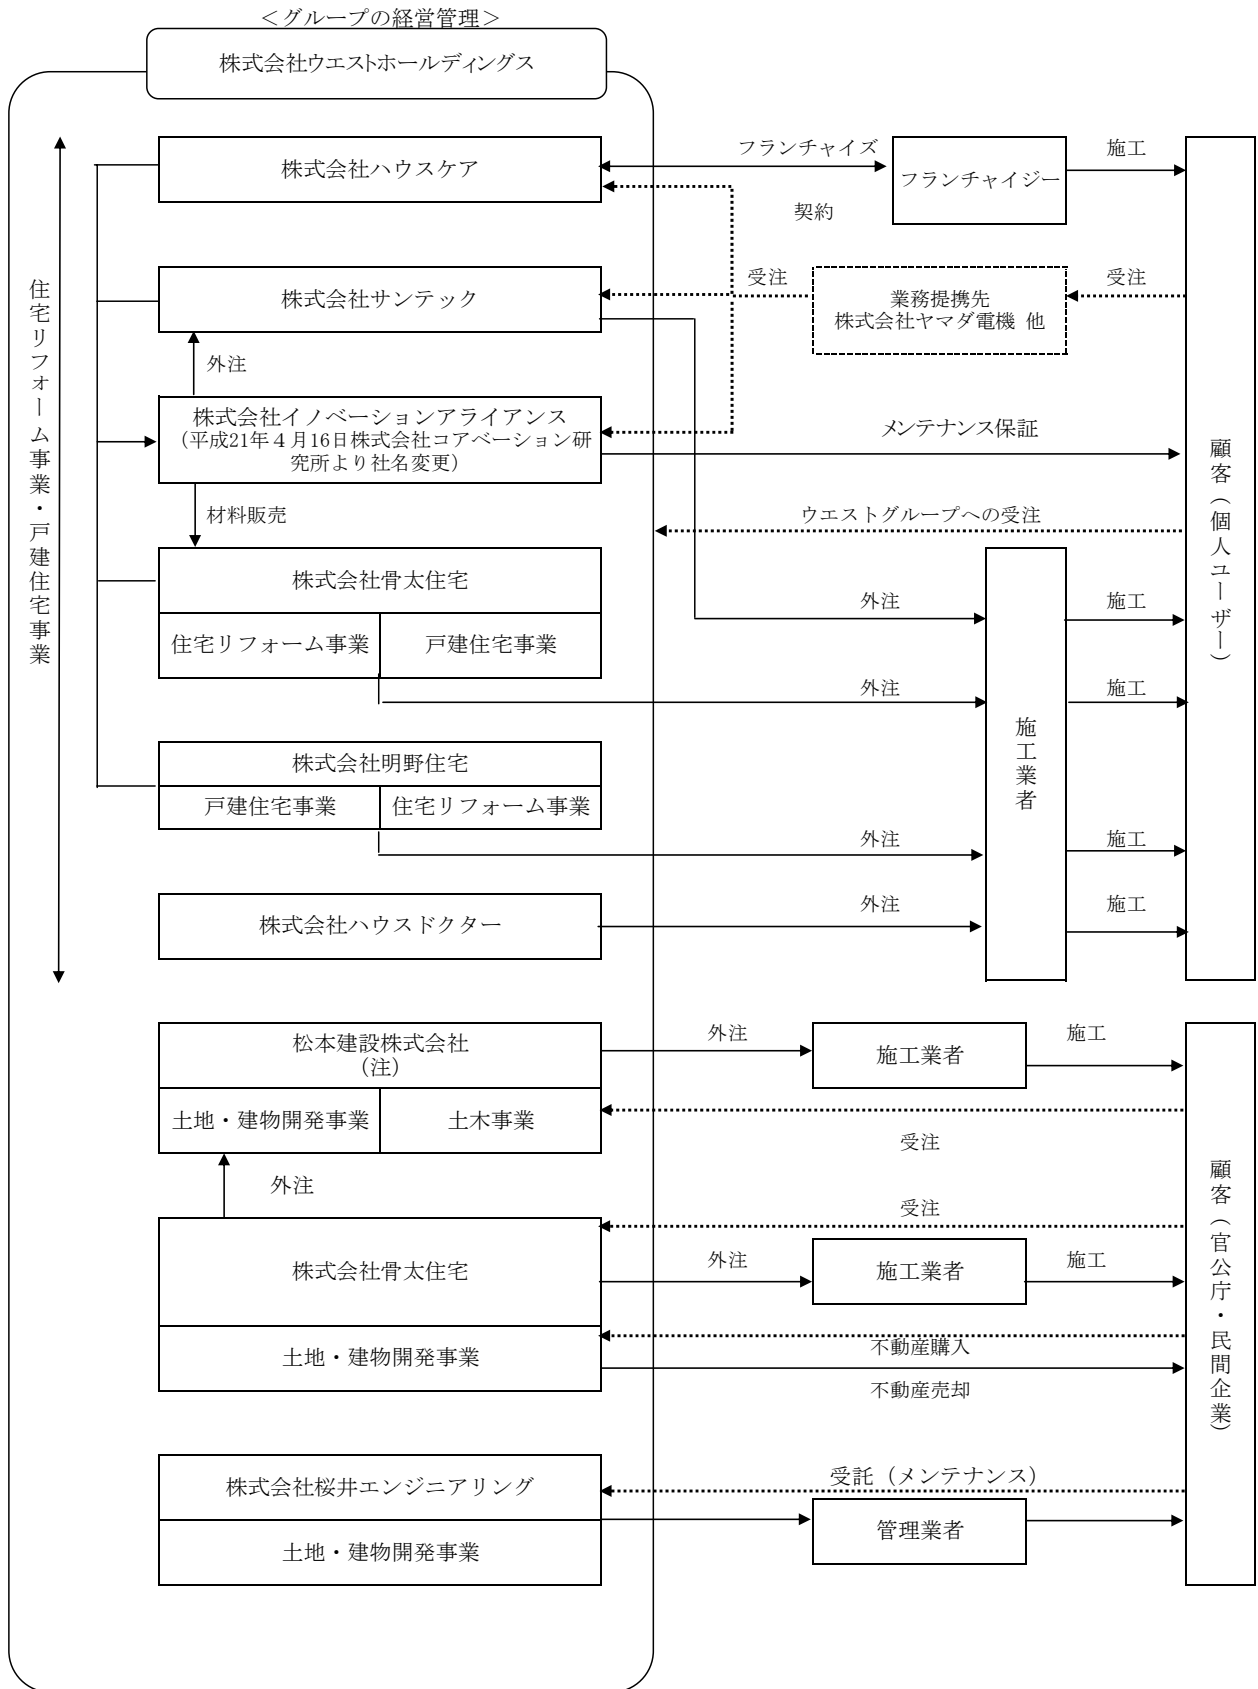 ＜グループの経営管理＞
株式会社ウエストホールディングス
住宅リフォーム事業・戸建住宅事業
株式会社ハウスケア
フランチャイズ
契約
フランチャイジー
施工
株式会社サンテック
受注
業務提携先
株式会社ヤマダ電機 他
受注
外注
株式会社イノベーションアライアンス
（平成21年４月16日株式会社コアベーション研
究所より社名変更）
メンテナンス保証
顧客（個人ユーザー）
材料販売
ウエストグループへの受注
株式会社骨太住宅
住宅リフォーム事業
戸建住宅事業
外注
施工
外注
施工
施工業者
株式会社明野住宅
戸建住宅事業
住宅リフォーム事業
外注
施工
株式会社ハウスドクター
外注
施工
松本建設株式会社
（注）
土地・建物開発事業
土木事業
外注
施工業者
施工
受注
顧客（官公庁・民間企業）
外注
受注
株式会社骨太住宅
外注
施工業者
施工
土地・建物開発事業
不動産購入
不動産売却
株式会社桜井エンジニアリング
土地・建物開発事業
受託（メンテナンス）
管理業者